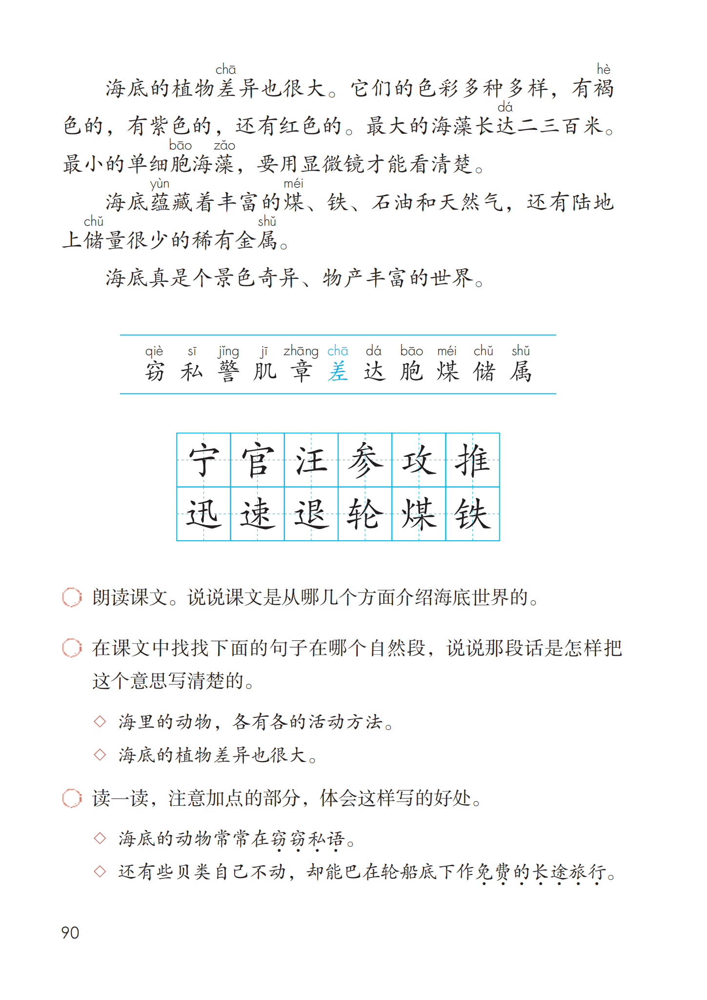 chā hè
海底的植物差异也很大。它们的色彩多种多样，有褐
dá
色的，有紫色的，还有红色的。最大的海藻长达二三百米。
bāo zǎo
最小的单细胞海藻，要用显微镜才能看清楚。
yùn méi
海底蕴藏着丰富的煤、铁、石油和天然气，还有陆地
chǔ shǔ
上储量很少的稀有金属。
海底真是个景色奇异、物产丰富的世界。
qiè sī jǐng jī zhāng chā dá bāo méi chǔ shǔ
窃 私 警 肌 章 差 达 胞 煤 储 属
宁 官 汪 参 攻 推
迅 速 退 轮 煤 铁
朗读课文。说说课文是从哪几个方面介绍海底世界的。
在课文中找找下面的句子在哪个自然段，说说那段话是怎样把
这个意思写清楚的。
◇ 海里的动物，各有各的活动方法。
◇ 海底的植物差异也很大。
读一读，注意加点的部分，体会这样写的好处。
◇ 海底的动物常常在窃窃私语。
◇ 还有些贝类自己不动，却能巴在轮船底下作免费的长途旅行。
90